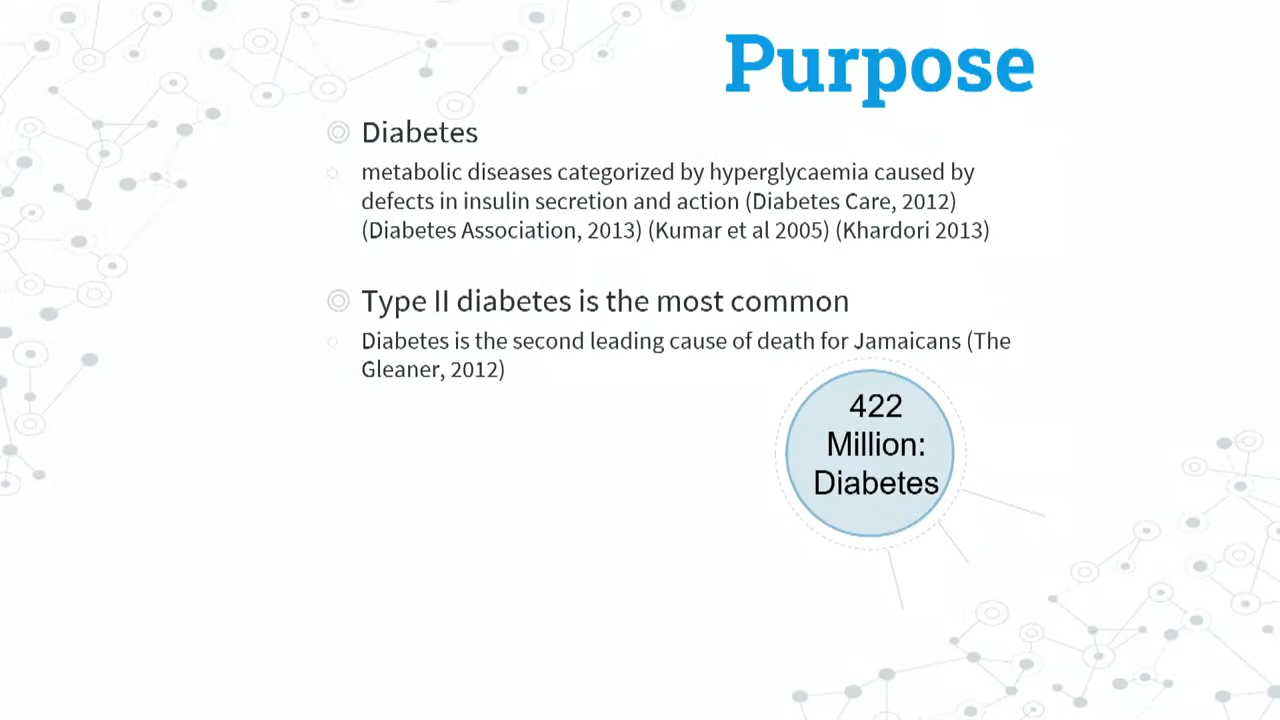 Purpose
Diabetes
metabolic diseases categorized by hyperglycaemia caused by
defects in insulin secretion and action (Diabetes Care, 2012)
(Diabetes Association, 2013) (Kumar et al 2005) (Khardori 2013)
Type II diabetes is the most common
Diabetes is the second leading cause of death for Jamaicans (The
Gleaner, 2012)
422
Million:
Diabetes